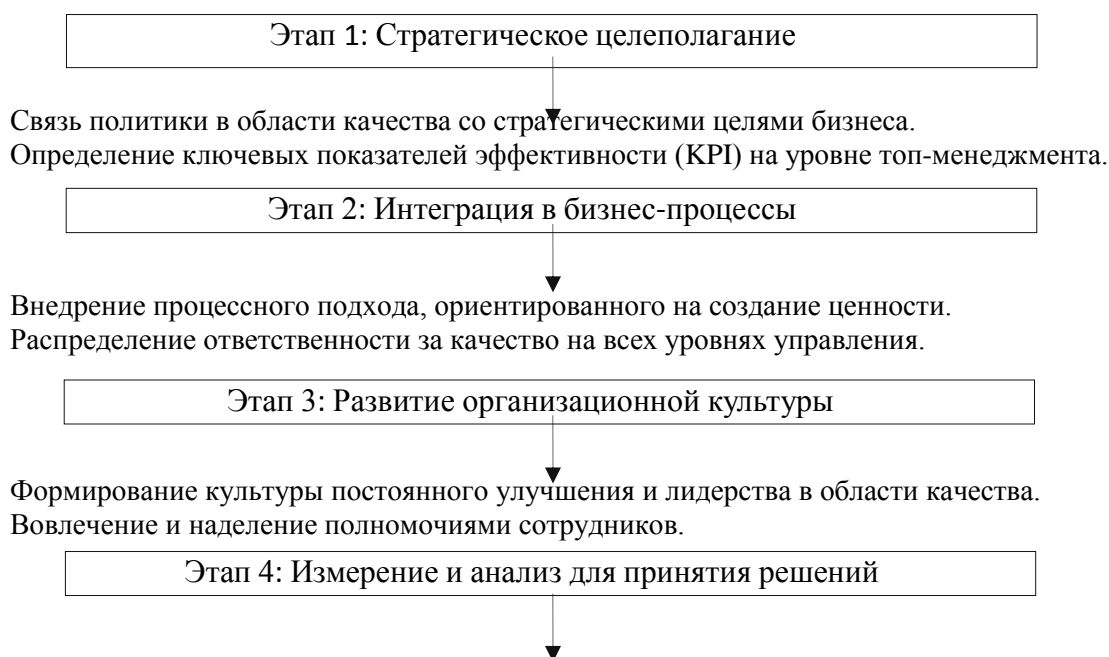 Этап 1: Стратегическое целеполагание
Связь политики в области качества со стратегическими целями бизнеса.
Определение ключевых показателей эффективности (KPI) на уровне топ-менеджмента.
Этап 2: Интеграция в бизнес-процессы
Внедрение процессного подхода, ориентированного на создание ценности.
Распределение ответственности за качество на всех уровнях управления.
Этап 3: Развитие организационной культуры
Формирование культуры постоянного улучшения и лидерства в области качества.
Вовлечение и наделение полномочиями сотрудников.
Этап 4: Измерение и анализ для принятия решений